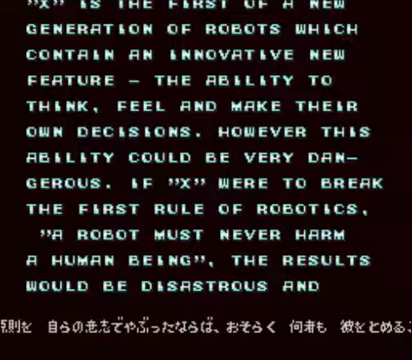 "X" IS THE FIRST OF A NEW
GENERATION OF ROBOTS WHICH
CONTAIN AN INNOVATIVE NEW
FEATURE – THE ABILITY TO
THINK, FEEL AND MAKE THEIR
OWN DECISIONS. HOWEVER THIS
ABILITY COULD BE VERY DAN–
GEROUS. IF "X" WERE TO BREAK
THE FIRST RULE OF ROBOTICS,
"A ROBOT MUST NEVER HARM
A HUMAN BEING", THE RESULTS
WOULD BE DISASTROUS AND
原則を 自らの意志でやぶったならば、おそらく 何者も 彼をとめる